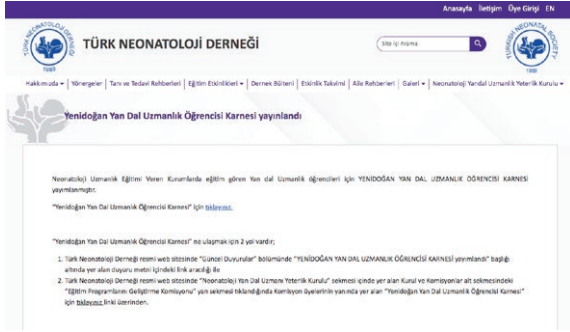 Anasayfa İletişim Üye Girişi EN
TÜRK NEONATOLOJİ DERNEĞİ
Site içi arama
TÜRK NEONATOLOJİ DERNEĞİ
TURKISH NEONATAL SOCIETY
Hakkımızda Yönergeler Tanı ve Tedavi Rehberleri Eğitim Etkinlikleri Dernek Bülteni Etkinlik Takvimi Aile Rehberleri Galeri Neonatoloji Yandal Uzmanlık Yeterlik Kurulu
Yenidoğan Yan Dal Uzmanlık Öğrencisi Karnesi yayınlandı
Neonatoloji Uzmanlık Eğitimi Veren Kurumlarda eğitim gören Yan dal Uzmanlık öğrencileri için YENİDOĞAN YAN DAL UZMANLIK ÖĞRENCİSİ KARNESİ
yayımlanmıştır.
"Yenidoğan Yan Dal Uzmanlık Öğrencisi Karnesi" için tıklayınız.
"Yenidoğan Yan Dal Uzmanlık Öğrencisi Karnesi" ne ulaşmak için 2 yol vardır;
1. Türk Neonatoloji Derneği resmi web sitesinde "Güncel Duyurular" bölümünde "YENİDOĞAN YAN DAL UZMANLIK ÖĞRENCİSİ KARNESİ yayımlandı" başlığı
altında yer alan duyuru metni içindeki link aracılığı ile
2. Türk Neonatoloji Derneği resmi web sitesinde "Neonatoloji Yan Dal Uzmanı Yeterlik Kurulu" sekmesi içinde yer alan Kurul ve Komisyonlar alt sekmesindeki
"Eğitim Programlarını Geliştirme Komisyonu" yan sekmesi tıklandığında Komisyon üyelerinin yanında yer alan "Yenidoğan Yan Dal Uzmanlık Öğrencisi Karnesi"
için tıklayınız linki üzerinden.